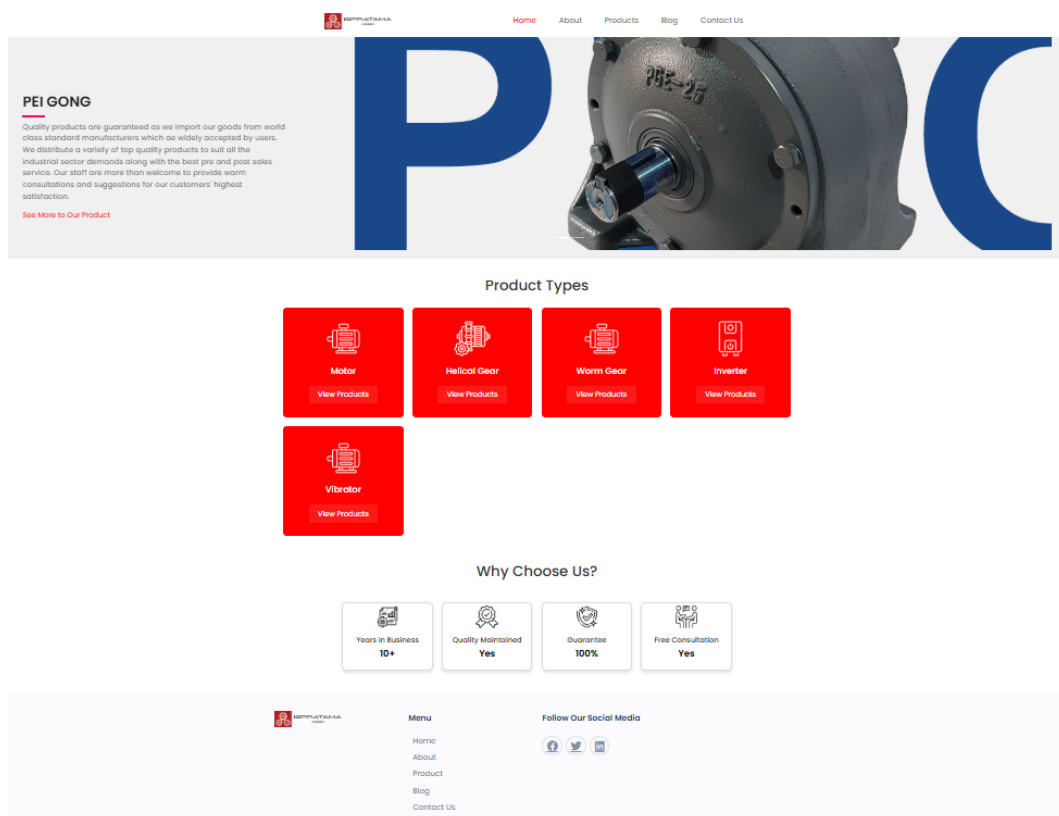 IGPRATAMA
Home About Products Blog Contact Us
PEI GONG
Quality products are guaranteed as we import our goods from world
class standard manufacturers which ae widely accepted by users.
We distribute a variety of top quality products to suit all the
industrial sector demands along with the best pre and post sales
service. Our staff are more than welcome to provide warm
consultations and suggestions for our customers' highest
satisfaction.
See More to Our Product
P
PGE-25
Product Types
Motor Helical Gear Worm Gear Inverter
View Products View Products View Products View Products
Vibrator
View Products
Why Choose Us?
Years in Business Quality Maintained Guarantee Free Consultation
10+ Yes 100% Yes
Menu Follow Our Social Media
Home
About
Product
Blog
Contact Us